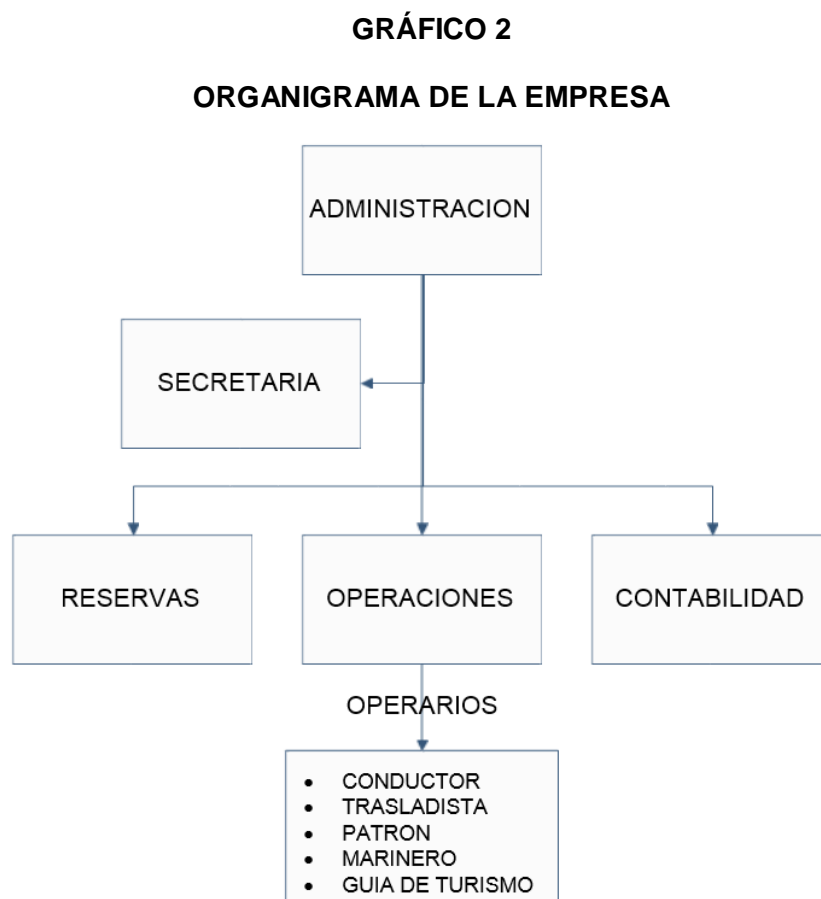 GRÁFICO 2
ORGANIGRAMA DE LA EMPRESA
ADMINISTRACION
SECRETARIA
RESERVAS
OPERACIONES
CONTABILIDAD
OPERARIOS
• CONDUCTOR
• TRASLADISTA
• PATRON
• MARINERO
• GUIA DE TURISMO